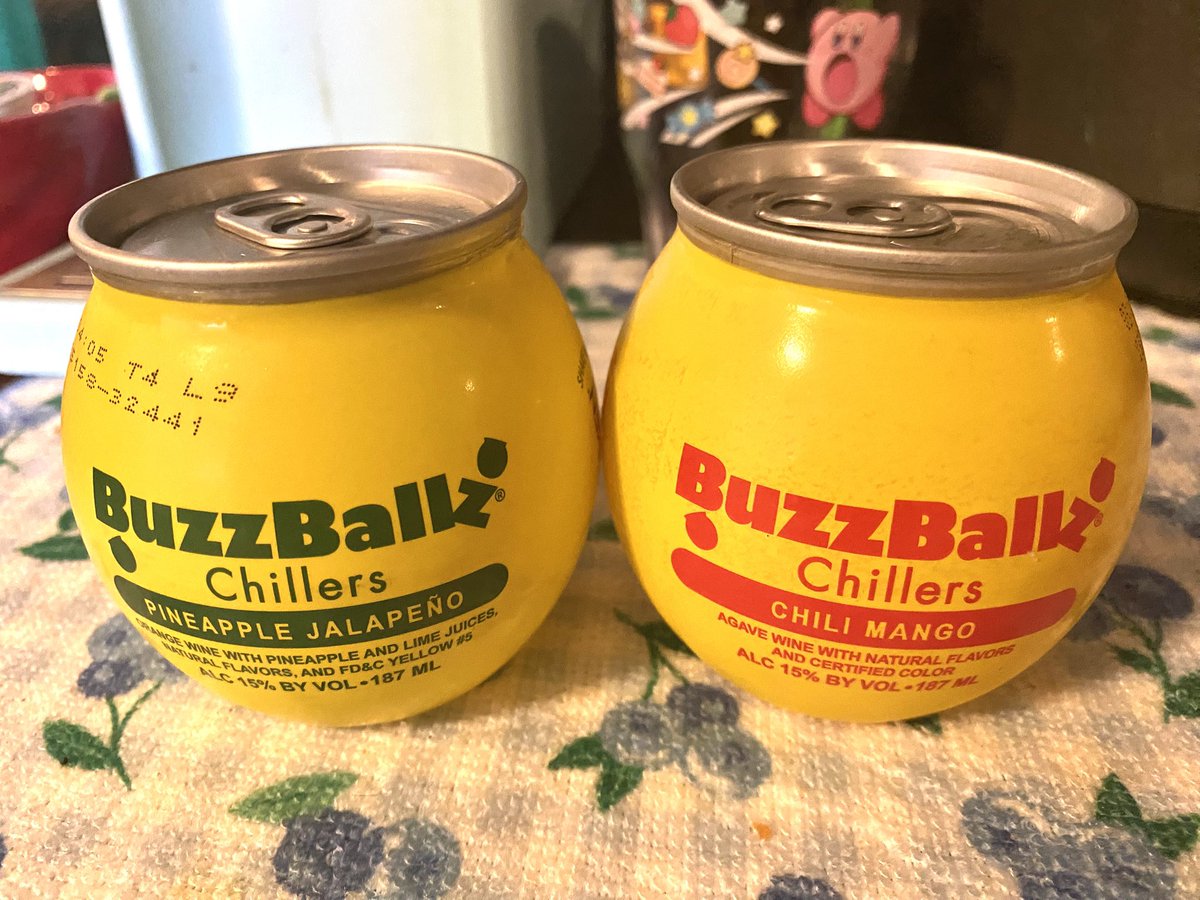 4:05 T4 L9
158-32441
BuzzBallz®
Chillers
PINEAPPLE JALAPEÑO
ORANGE WINE WITH PINEAPPLE AND LIME JUICES,
NATURAL FLAVORS, AND FD&C YELLOW #5
ALC 15% BY VOL • 187 ML
BuzzBallz®
Chillers
CHILI MANGO
AGAVE WINE WITH NATURAL FLAVORS
AND CERTIFIED COLOR
ALC 15% BY VOL • 187 ML